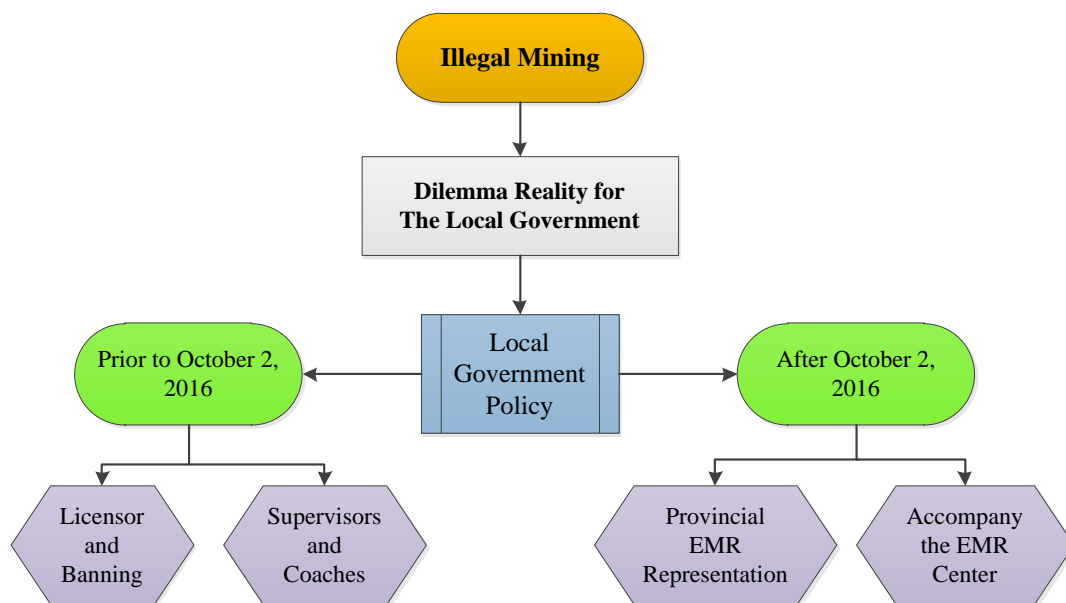 Illegal Mining
Dilemma Reality for
The Local Government
Local
Government
Policy
Prior to October 2,
2016
After October 2,
2016
Licensor
and
Banning
Supervisors
and
Coaches
Provincial
EMR
Representation
Accompany
the EMR
Center